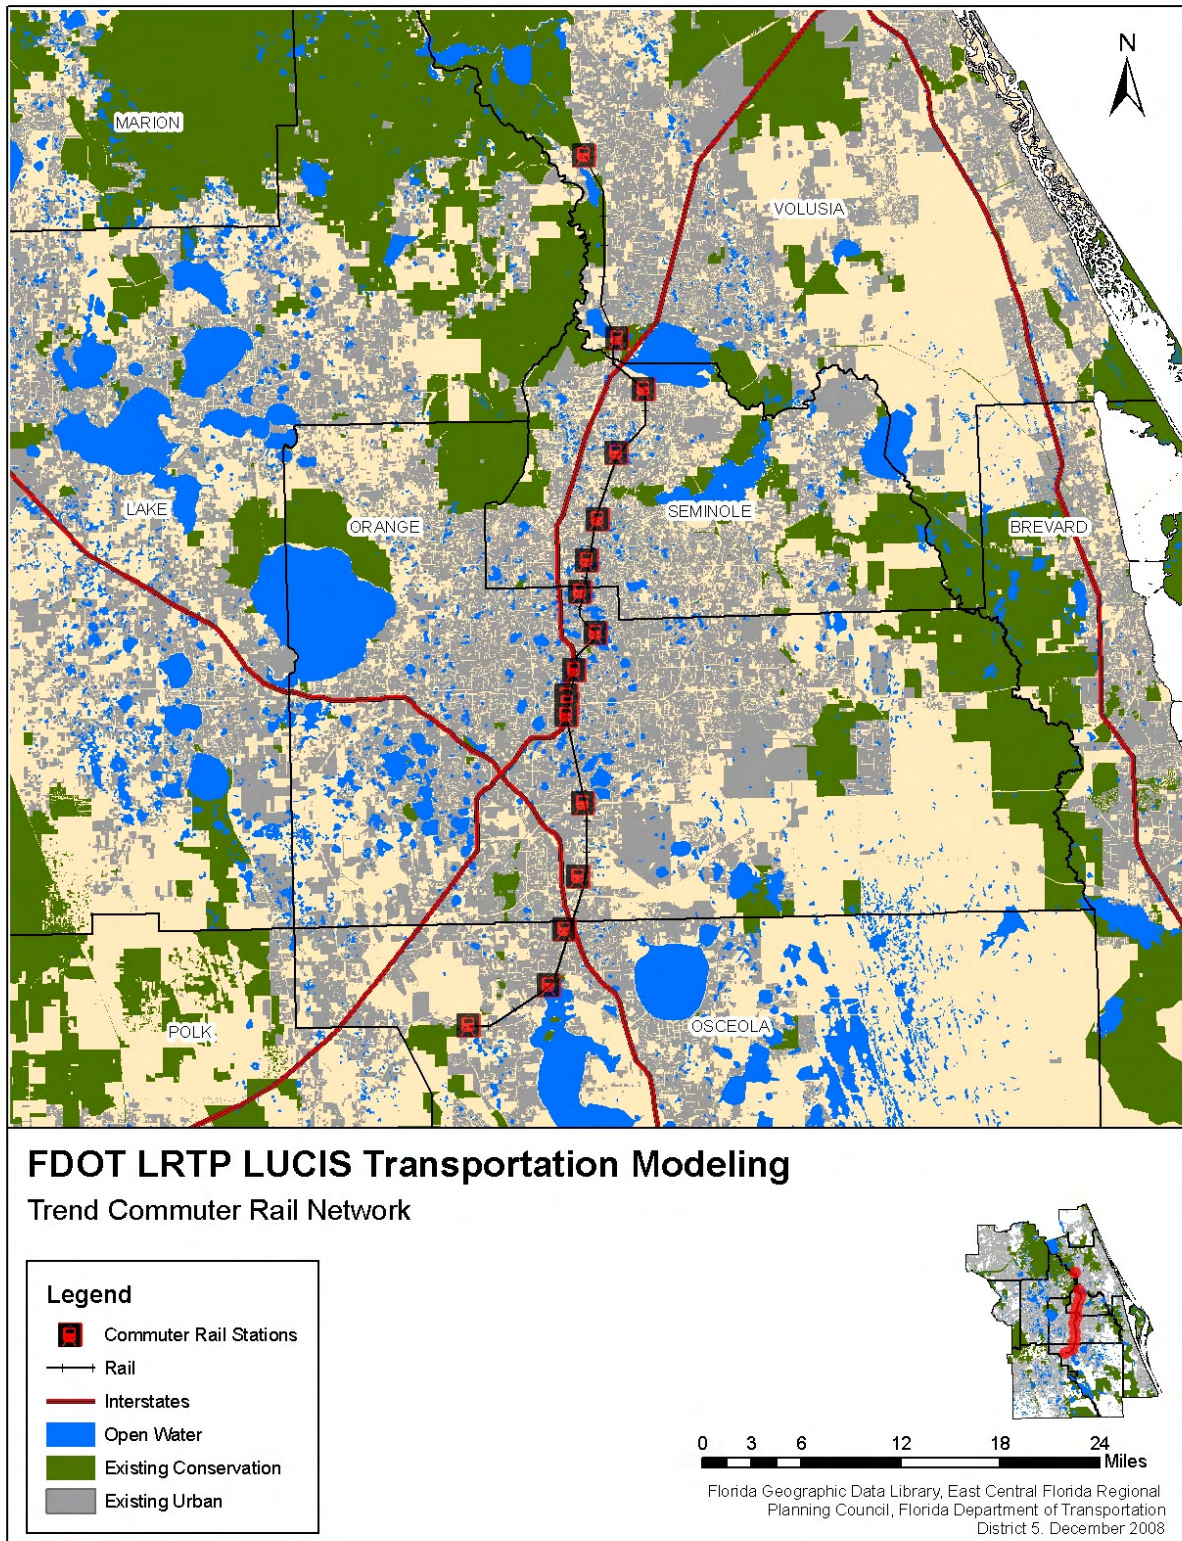 N
MARION
VOLUSIA
LAKE
ORANGE
SEMINOLE
BREVARD
POLK
OSCEOLA
FDOT LRTP LUCIS Transportation Modeling
Trend Commuter Rail Network
Legend
Commuter Rail Stations
Rail
Interstates
Open Water
Existing Conservation
Existing Urban
0 3 6 12 18 24
Miles
Florida Geographic Data Library, East Central Florida Regional
Planning Council, Florida Department of Transportation
District 5. December 2008